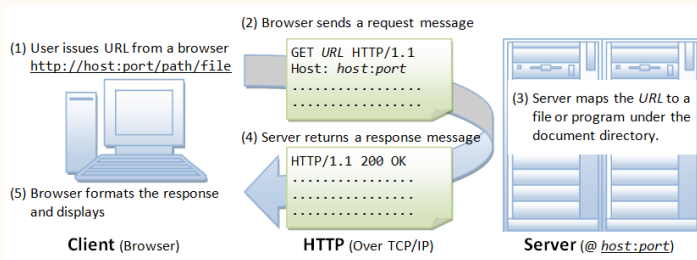 (1) User issues URL from a browser
http://host:port/path/file
(2) Browser sends a request message
GET URL HTTP/1.1
Host: host:port
................
................
(3) Server maps the URL to a
file or program under the
document directory.
(4) Server returns a response message
HTTP/1.1 200 OK
................
................
................
(5) Browser formats the response
and displays
Client (Browser)
HTTP (Over TCP/IP)
Server (@ host:port)